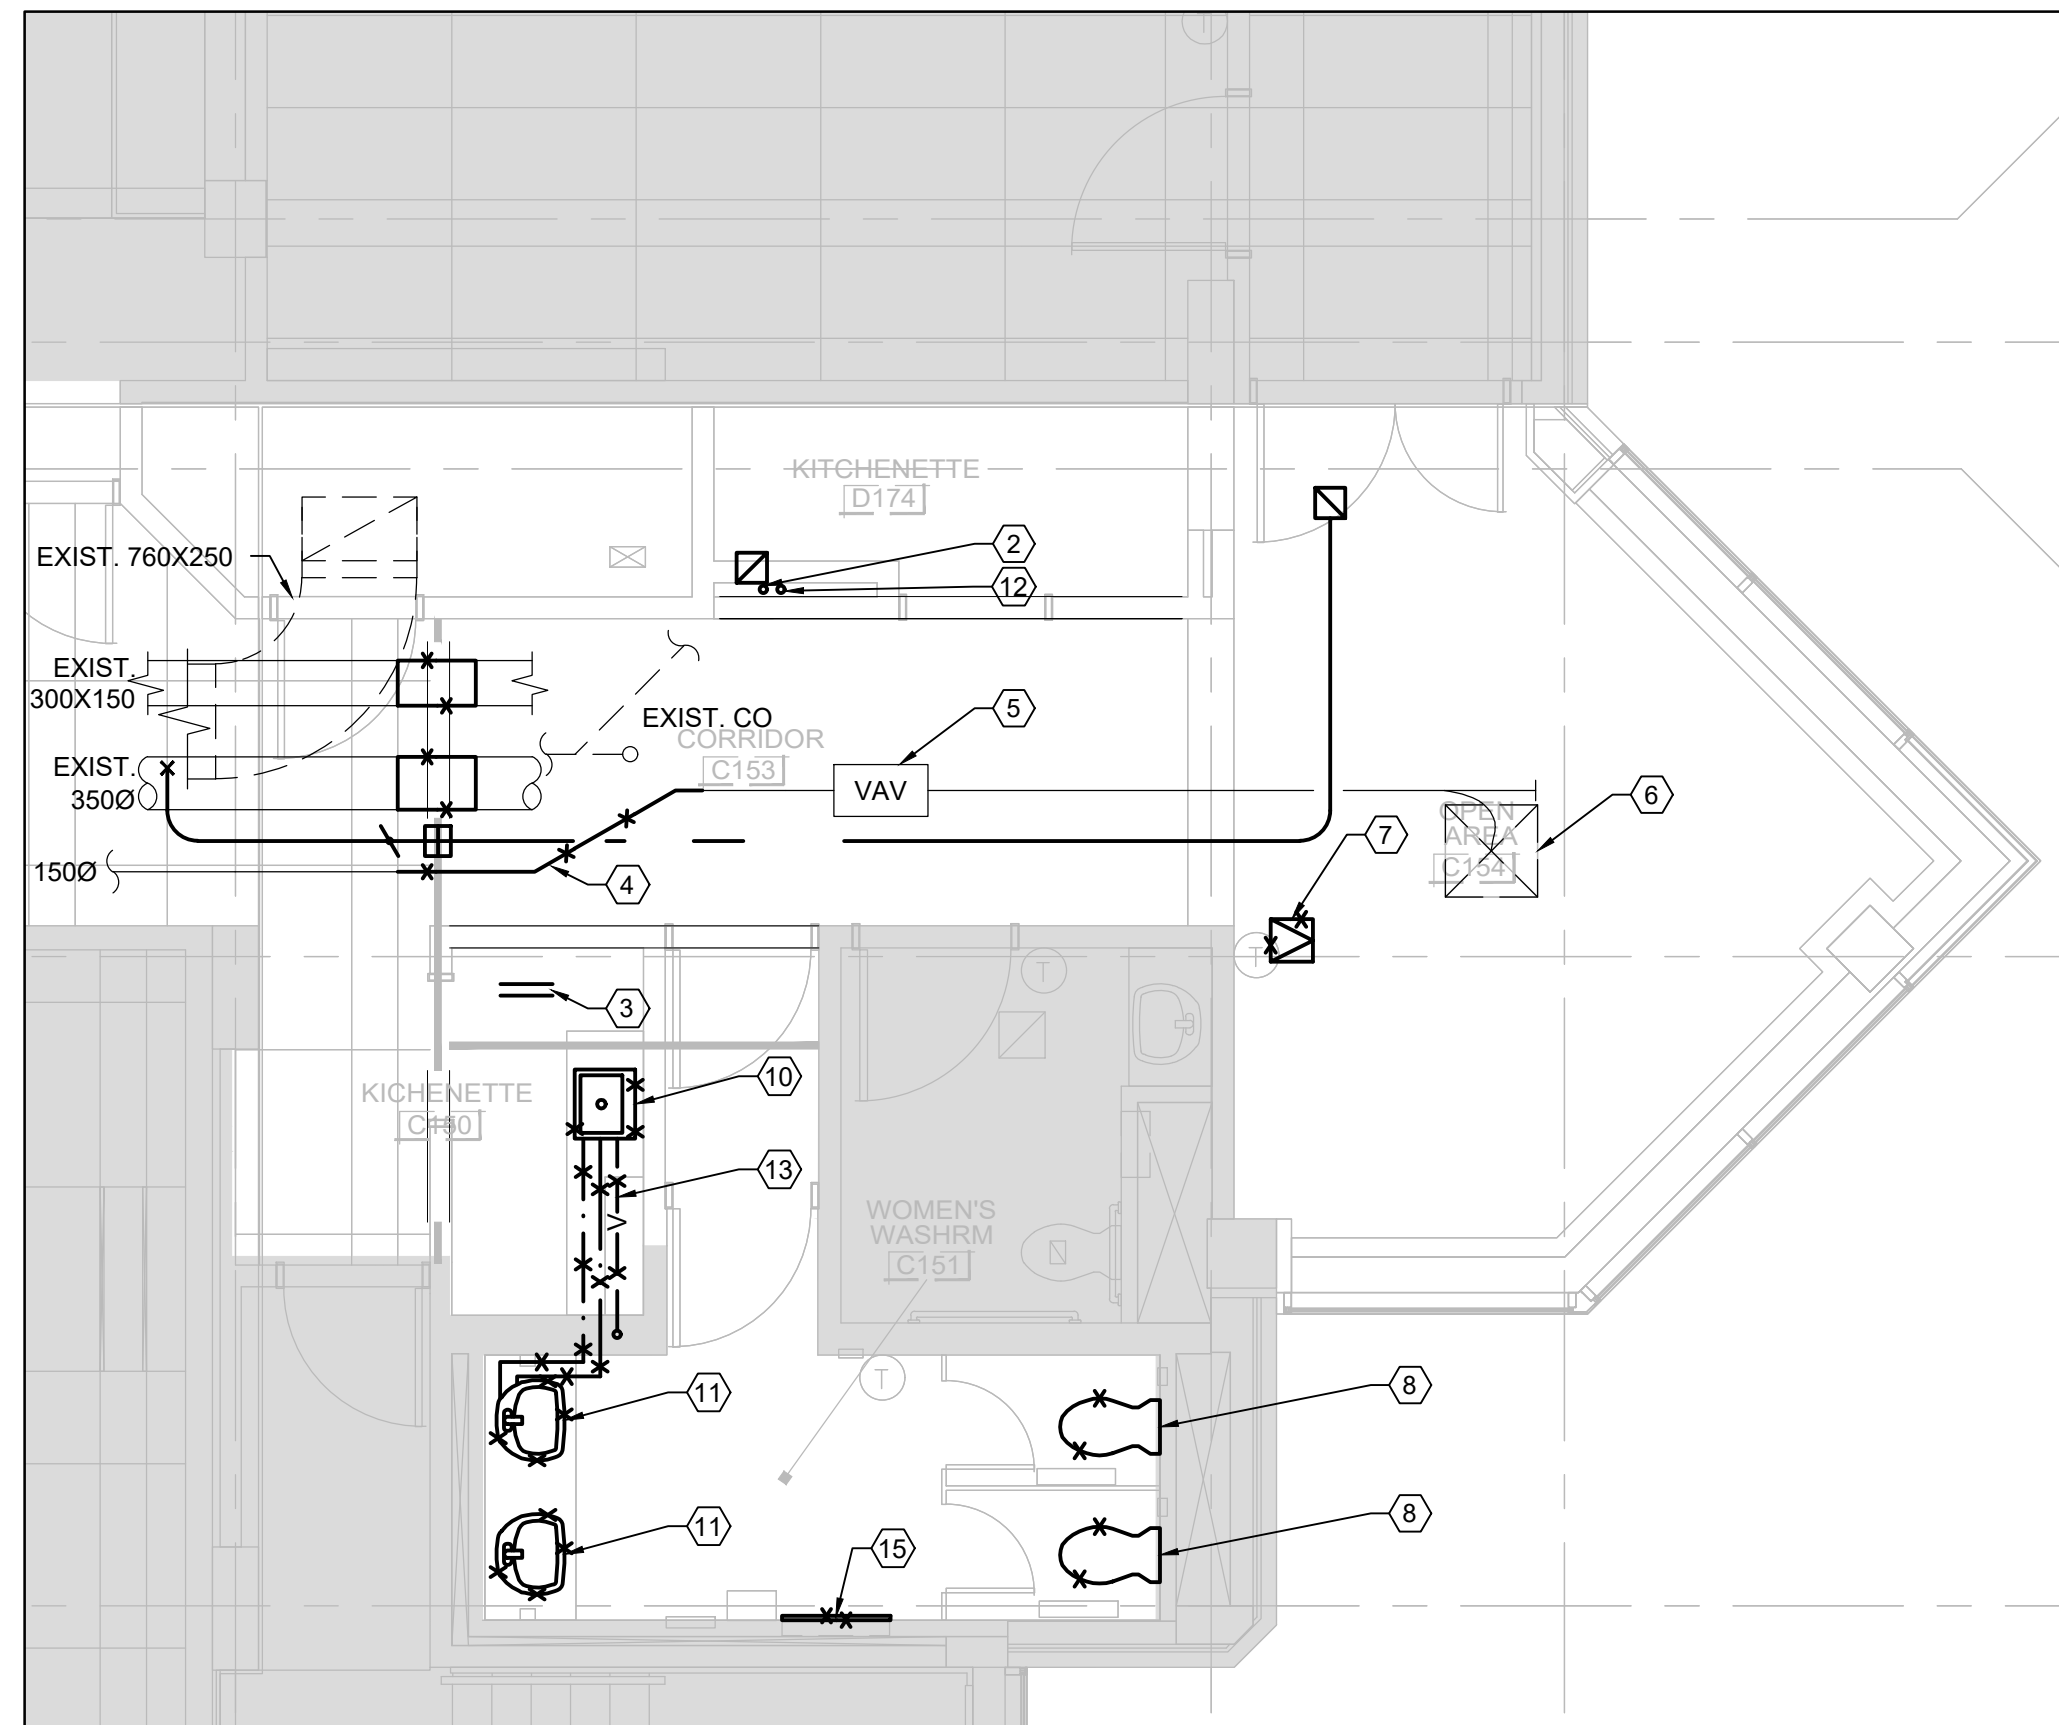 T
KITCHENETTE
D174
2
12
EXIST. 760X250
EXIST.
300X150
EXIST. CO
CORRIDOR
C153
5
VAV
EXIST.
350Ø
6
OPEN
AREA
C154
7
150Ø
4
T
T
3
10
KICHENETTE
C150
13
V
WOMEN'S
WASHRM
C151
T
11
8
11
15
8